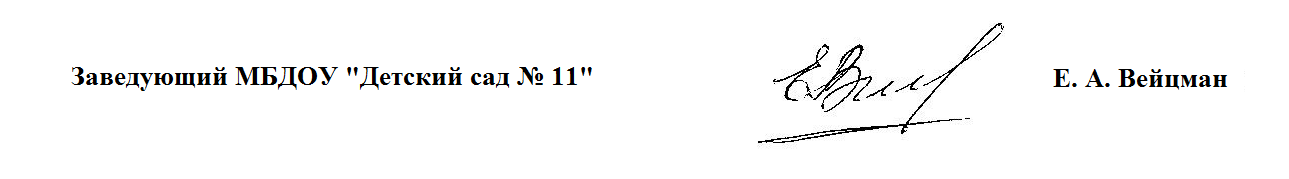 Заведующий МБДОУ "Детский сад № 11" Е. А. Вейцман